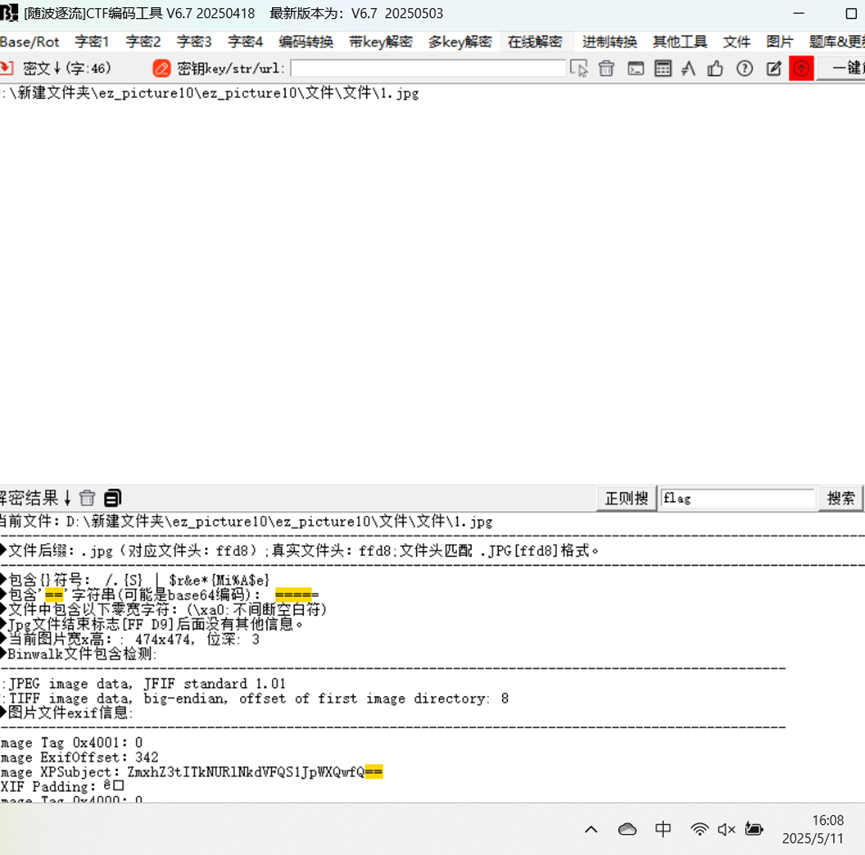 [随波逐流]CTF编码工具 V6.7 20250418 最新版本为: V6.7 20250503
Base/Rot 字密1 字密2 字密3 字密4 编码转换 带key解密 多key解密 在线解密 进制转换 其他工具 文件 图片 题库&更
密文↓(字:46) 密钥key/str/url: 一键
:\新建文件夹\ez_picture10\ez_picture10\文件\文件\1.jpg
解密结果↓ 正则搜 flag 搜索
当前文件: D:\新建文件夹\ez_picture10\ez_picture10\文件\文件\1.jpg
◆文件后缀: .jpg (对应文件头: ffd8) ;真实文件头: ffd8;文件头匹配 .JPG[ffd8]格式。
◆包含{}符号: /.{S} | $r&e*{Mi%A$e}
◆包含'=='字符串(可能是base64编码): =====
◆文件中包含以下零宽字符: (\xa0:不间断空白符)
◆Jpg文件结束标志[FF D9]后面没有其他信息。
◆当前图片宽x高: : 474x474, 位深: 3
◆Binwalk文件包含检测:
:JPEG image data, JFIF standard 1.01
:TIFF image data, big-endian, offset of first image directory: 8
◆图片文件exif信息:
mage Tag 0x4001: 0
mage ExifOffset: 342
mage XPSubject: ZmxhZ3tITkNURlNkdVFQS1JpWXQwfQ==
XIF Padding: é□
mage Tag 0x4000: 0
中
16:08
2025/5/11